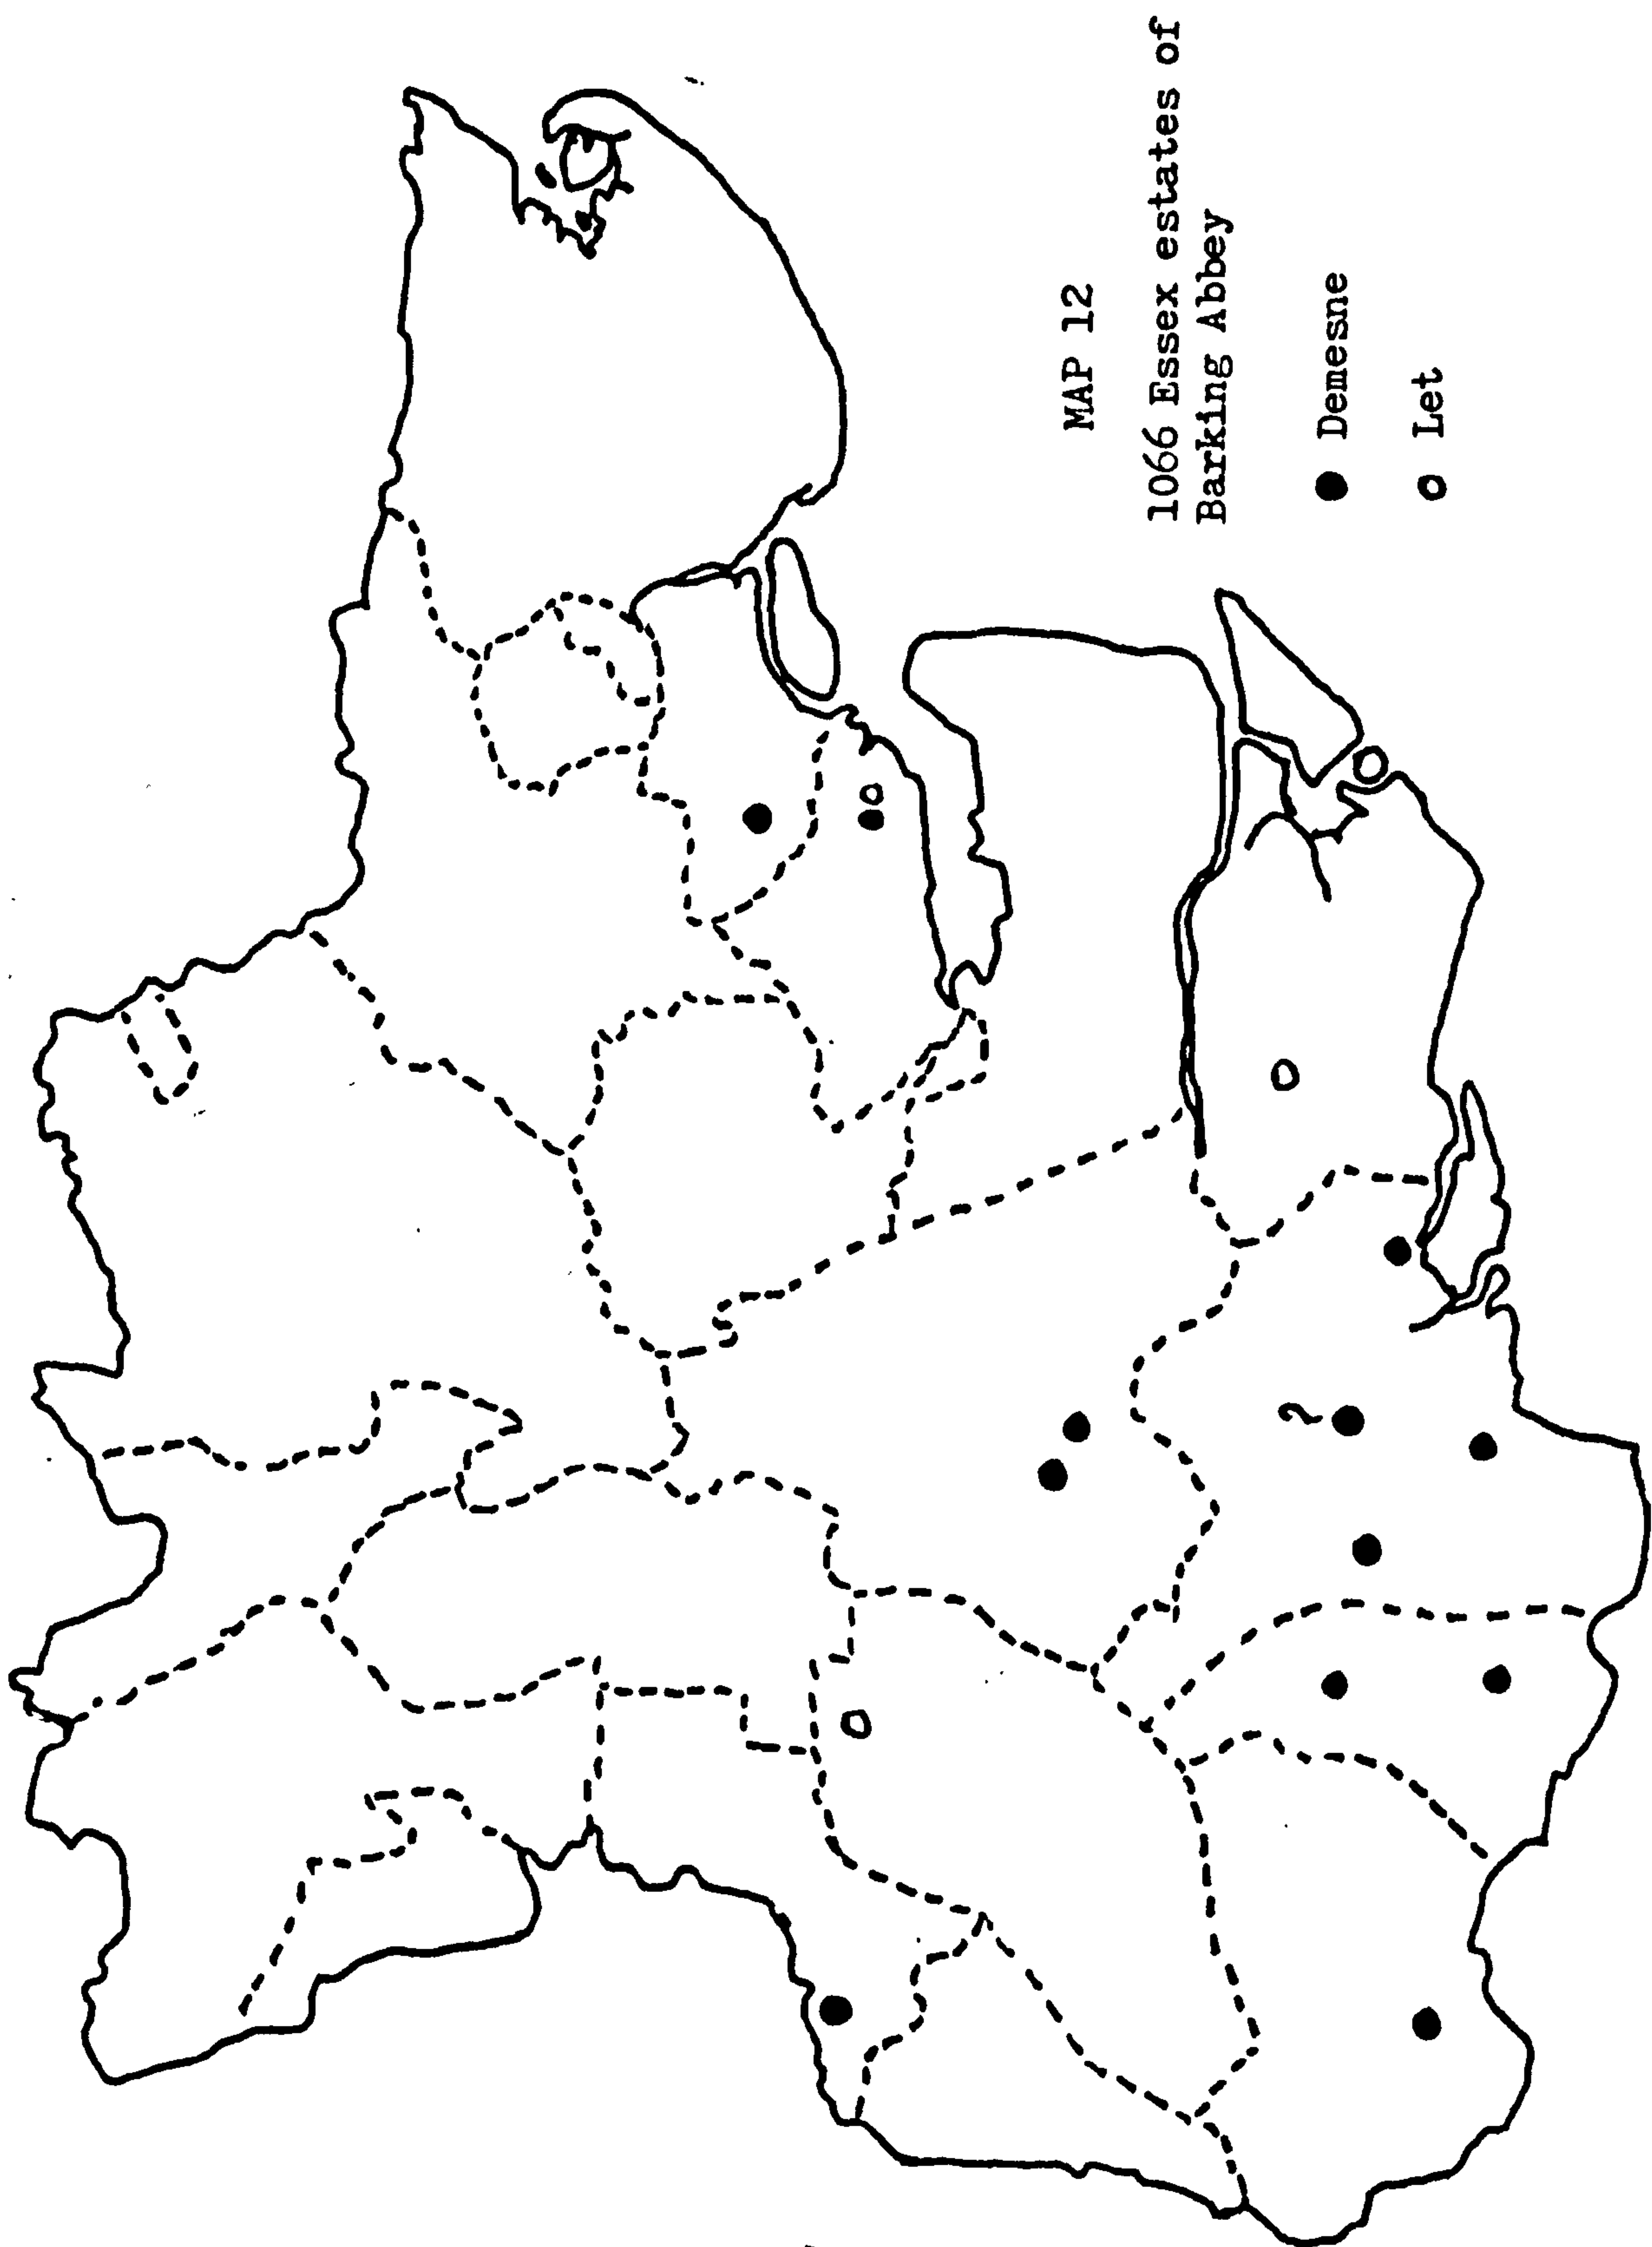 MAP 12
1066 Essex estates of
Barking Abbey
Demesne
Let
?